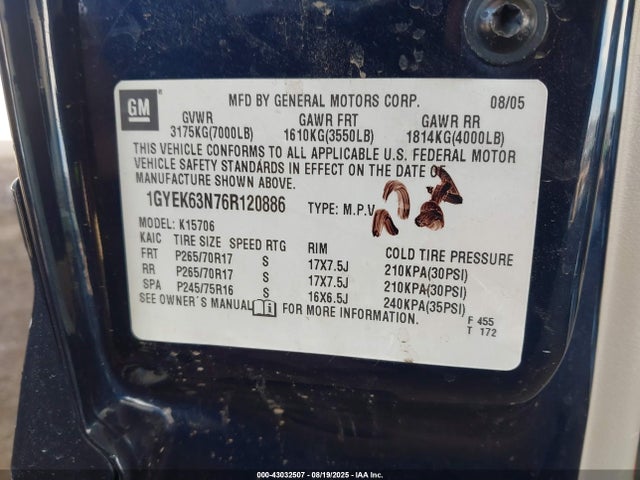 GM
MFD BY GENERAL MOTORS CORP. 08/05
GVWR GAWR FRT GAWR RR
3175KG(7000LB) 1610KG(3550LB) 1814KG(4000LB)
THIS VEHICLE CONFORMS TO ALL APPLICABLE U.S. FEDERAL MOTOR
VEHICLE SAFETY STANDARDS IN EFFECT ON THE DATE OF
MANUFACTURE SHOWN ABOVE.
1GYEK63N76R120886 TYPE: M.P.V
MODEL: K15706
KAIC TIRE SIZE SPEED RTG RIM COLD TIRE PRESSURE
FRT P265/70R17 S 17X7.5J 210KPA(30PSI)
RR P265/70R17 S 17X7.5J 210KPA(30PSI)
SPA P245/75R16 S 16X6.5J 240KPA(35PSI)
SEE OWNER'S MANUAL i FOR MORE INFORMATION.
F 455
T 172
000-43032507 - 08/19/2025 - IAAI, Inc.